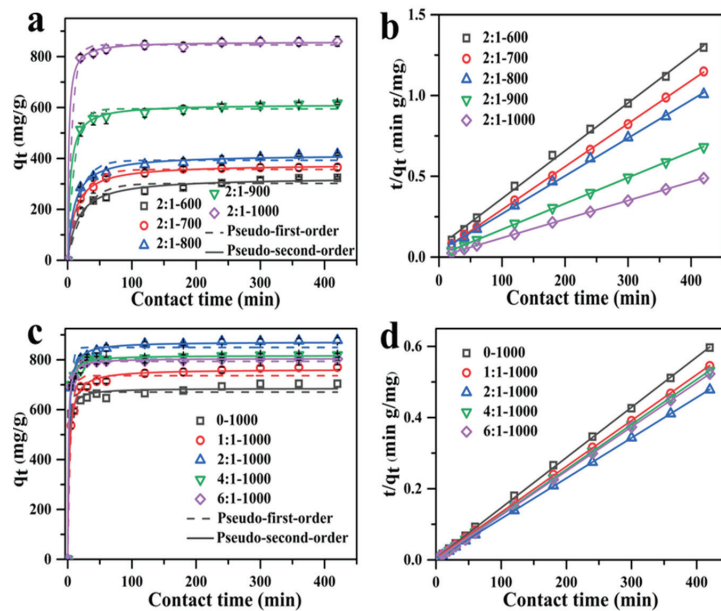 a
qt (mg/g)
800
600
400
200
0
2:1-600
2:1-700
2:1-800
2:1-900
2:1-1000
Pseudo-first-order
Pseudo-second-order
0 100 200 300 400
Contact time (min)
b
t/qt (min g/mg)
1.5
1.0
0.5
0.0
2:1-600
2:1-700
2:1-800
2:1-900
2:1-1000
0 100 200 300 400
Contact time (min)
c
qt (mg/g)
800
600
400
200
0
0-1000
1:1-1000
2:1-1000
4:1-1000
6:1-1000
Pseudo-first-order
Pseudo-second-order
0 100 200 300 400
Contact time (min)
d
t/qt (min g/mg)
0.6
0.4
0.2
0.0
0-1000
1:1-1000
2:1-1000
4:1-1000
6:1-1000
0 100 200 300 400
Contact time (min)